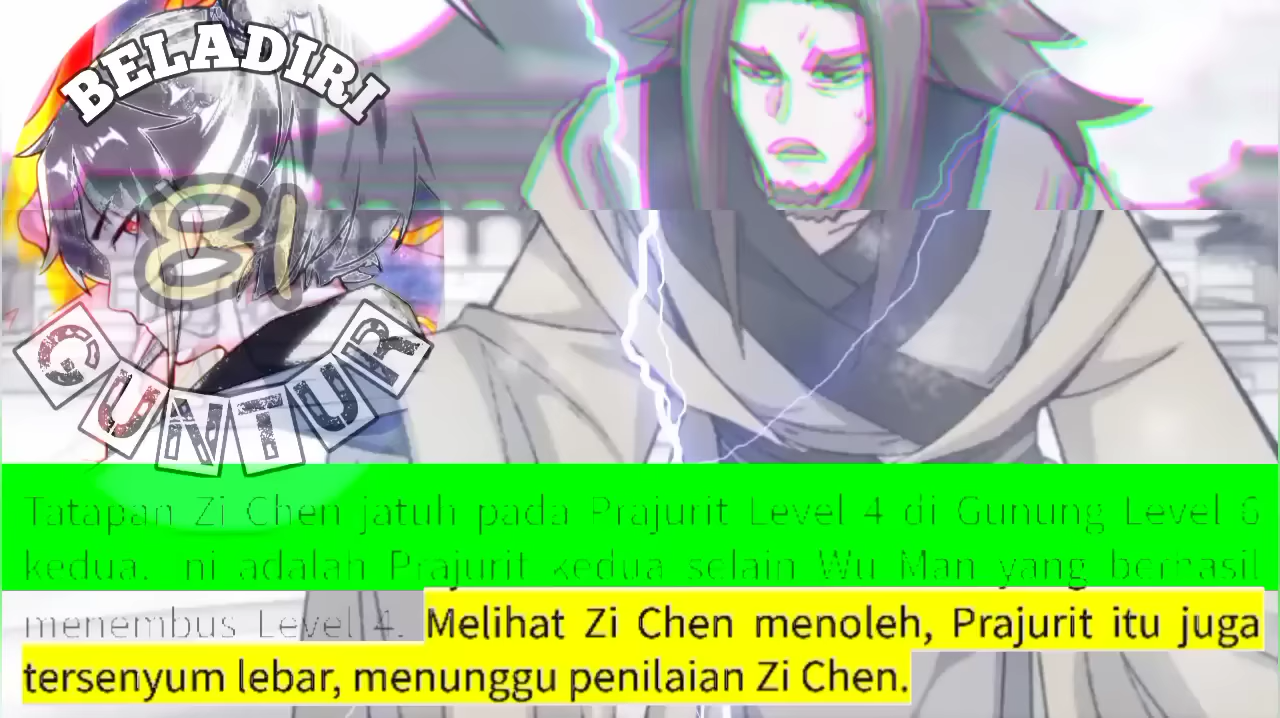 BELADIRI
81
GUNTUR
Tatapan Zi Chen jatuh pada Prajurit Level 4 di Gunung Level 6
kedua. Ini adalah Prajurit kedua selain Wu Man yang berhasil
menembus Level 4. Melihat Zi Chen menoleh, Prajurit itu juga
tersenyum lebar, menunggu penilaian Zi Chen.